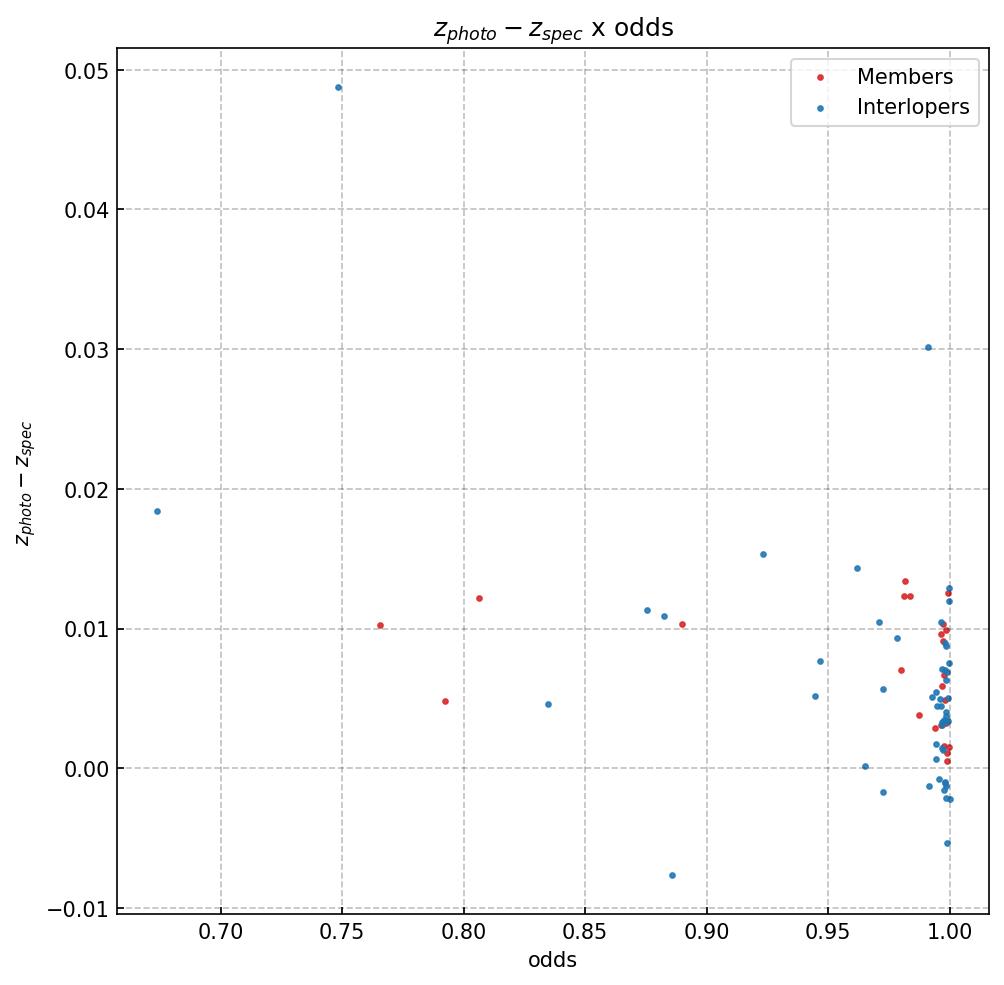 z_photo − z_spec x odds
Members
Interlopers
0.05
0.04
0.03
0.02
0.01
0.00
−0.01
z_photo − z_spec
0.70 0.75 0.80 0.85 0.90 0.95 1.00
odds